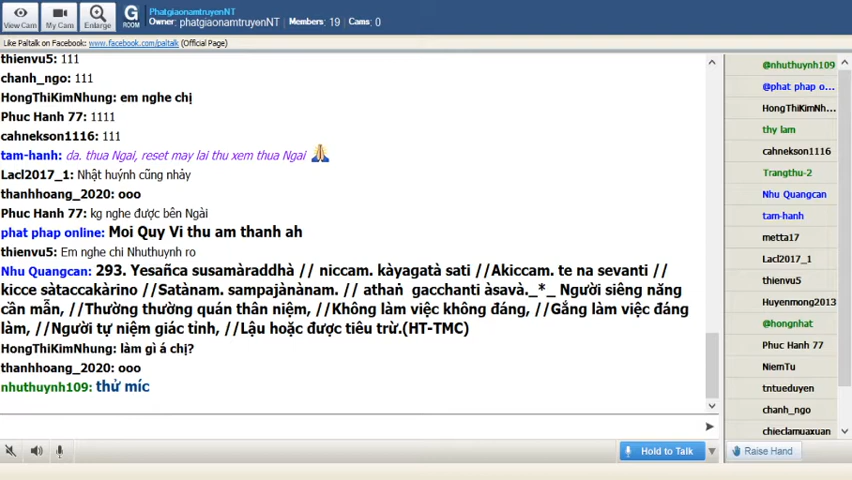 View Cam
My Cam
Enlarge
G
ROOM
PhatgiaonamtruyenNT
Owner: phatgiaonamtruyenNT Members: 19 Cams: 0
Like Paltalk on Facebook: www.facebook.com/paltalk (Official Page)
thienvu5: 111
chanh_ngo: 111
HongThiKimNhung: em nghe chị
Phuc Hanh 77: 1111
cahnekson1116: 111
tam-hanh: da. thua Ngai, reset may lai thu xem thua Ngai
Lacl2017_1: Nhật huýnh cũng nhảy
thanhhoang_2020: ooo
Phuc Hanh 77: kg nghe được bên Ngài
phat phap online: Moi Quy Vi thu am thanh ah
thienvu5: Em nghe chi Nhuthuynh ro
Nhu Quangcan: 293. Yesañca susamàraddhà // niccam. kàyagatà sati //Akiccam. te na sevanti //
kicce sàtaccakàrino //Satànam. sampajànànam. // athaṅ gacchanti àsavà._*_ Người siêng năng
cần mẫn, //Thường thường quán thân niệm, //Không làm việc không đáng, //Gắng làm việc đáng
làm, //Người tự niệm giác tỉnh, //Lậu hoặc được tiêu trừ.(HT-TMC)
HongThiKimNhung: làm gì á chị?
thanhhoang_2020: ooo
nhuthuynh109: thử míc
Hold to Talk
@nhuthuynh109
@phat phap o...
HongThiKimNh...
thy lam
cahnekson1116
Trangthu-2
Nhu Quangcan
tam-hanh
metta17
Lacl2017_1
thienvu5
Huyenmong2013
@hongnhat
Phuc Hanh 77
NiemTu
tntueduyen
chanh_ngo
chieclamuaxuan
Raise Hand